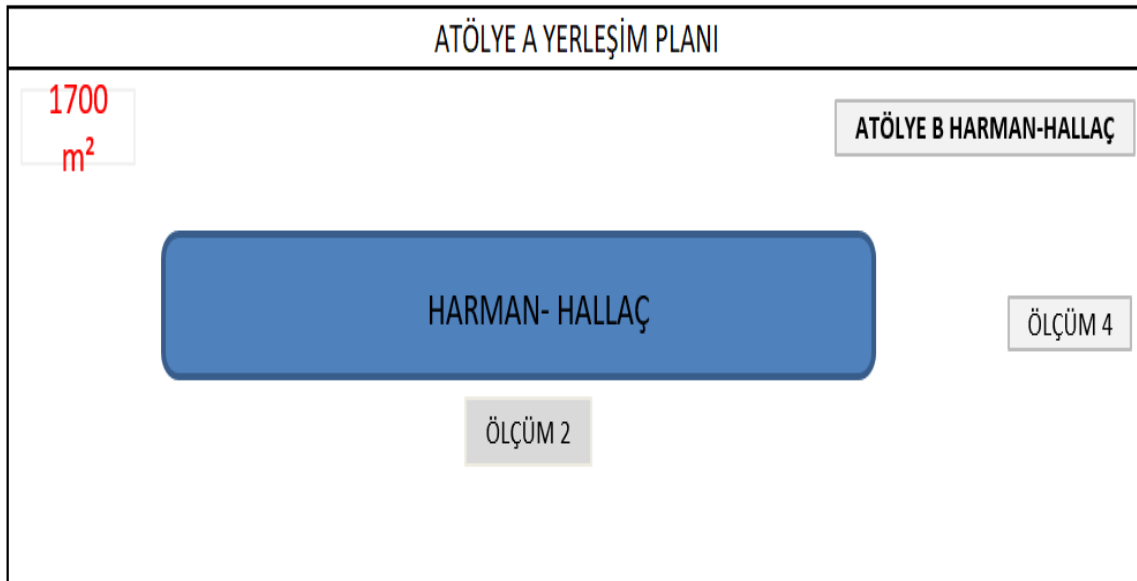 ATÖLYE A YERLEŞİM PLANI
1700
m²
ATÖLYE B HARMAN-HALLAÇ
HARMAN- HALLAÇ
ÖLÇÜM 4
ÖLÇÜM 2